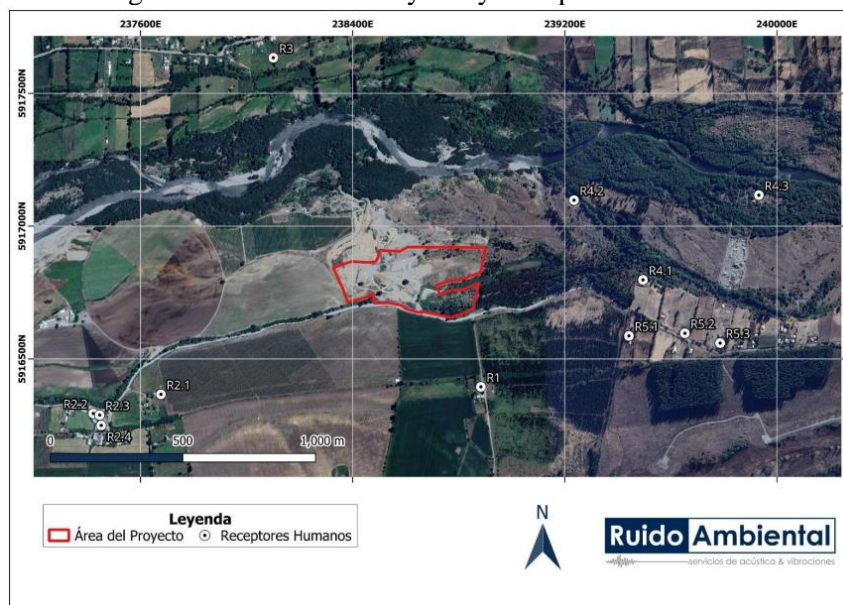 237600E 238400E 239200E 240000E
R3
5917500N
R4.2
R4.3
5917000N
R4.1
R5.1
R5.2
R5.3
5916500N
R1
R2.1
R2.2
R2.3
R2.4
0 500 1,000 m
Leyenda
Área del Proyecto Receptores Humanos
N
Ruido Ambiental
servicios de acústica & vibraciones